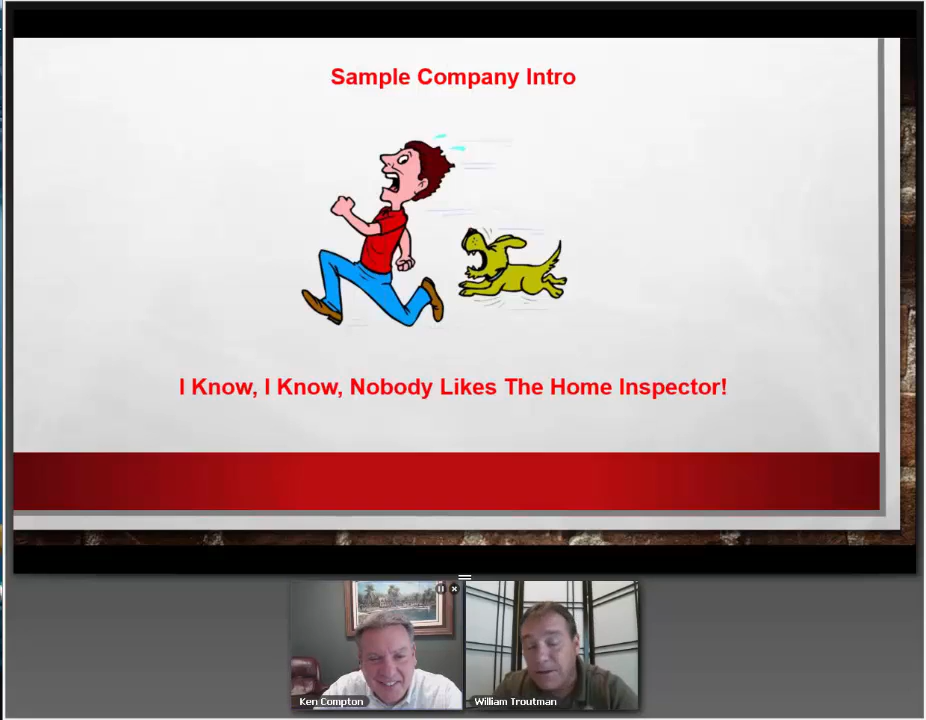 Sample Company Intro
I Know, I Know, Nobody Likes The Home Inspector!
Ken Compton
William Troutman